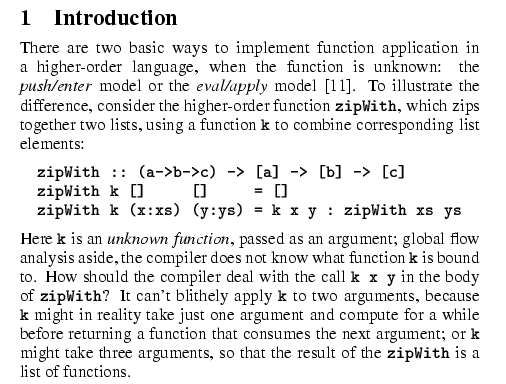 1 Introduction
There are two basic ways to implement function application in
a higher-order language, when the function is unknown: the
push/enter model or the eval/apply model [11]. To illustrate the
difference, consider the higher-order function zipWith, which zips
together two lists, using a function k to combine corresponding list
elements:
zipWith :: (a->b->c) -> [a] -> [b] -> [c]
zipWith k [] [] = []
zipWith k (x:xs) (y:ys) = k x y : zipWith xs ys
Here k is an unknown function, passed as an argument; global flow
analysis aside, the compiler does not know what function k is bound
to. How should the compiler deal with the call k x y in the body
of zipWith? It can't blithely apply k to two arguments, because
k might in reality take just one argument and compute for a while
before returning a function that consumes the next argument; or k
might take three arguments, so that the result of the zipWith is a
list of functions.